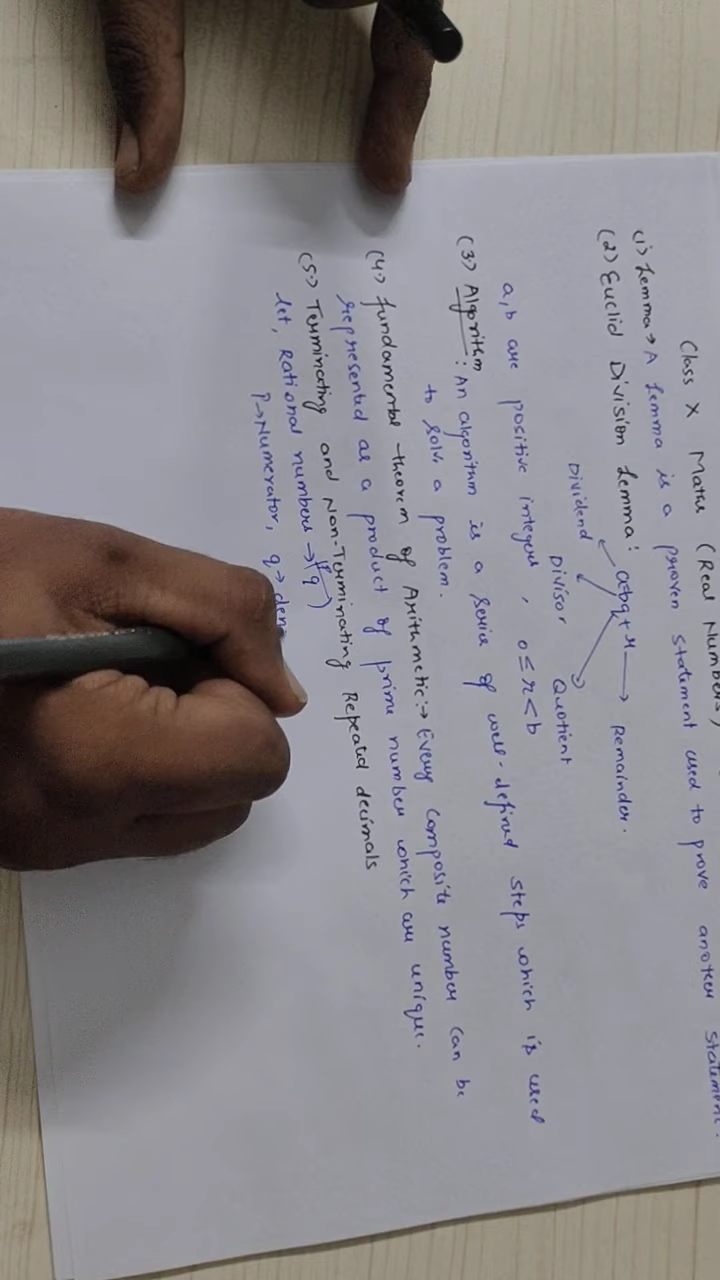 Class X Maths (Real Numbers)
(1) Lemma → A Lemma is a proven statement used to prove another statement.
(2) Euclid Division Lemma : a=bq+r → Remainder.
Dividend Divisor Quotient
a,b are positive integers, 0≤r<b
(3.) Algorithm : An algorithm is a series of well-defined steps which is used
to solve a problem.
(4.) fundamental theorem of Arithmetic:→ Every composite number can be
represented as a product of prime number which are unique.
(5.) Terminating and Non-Terminating Repeated decimals
let, Rational numbers → (p/q)
P→Numerator, q→den